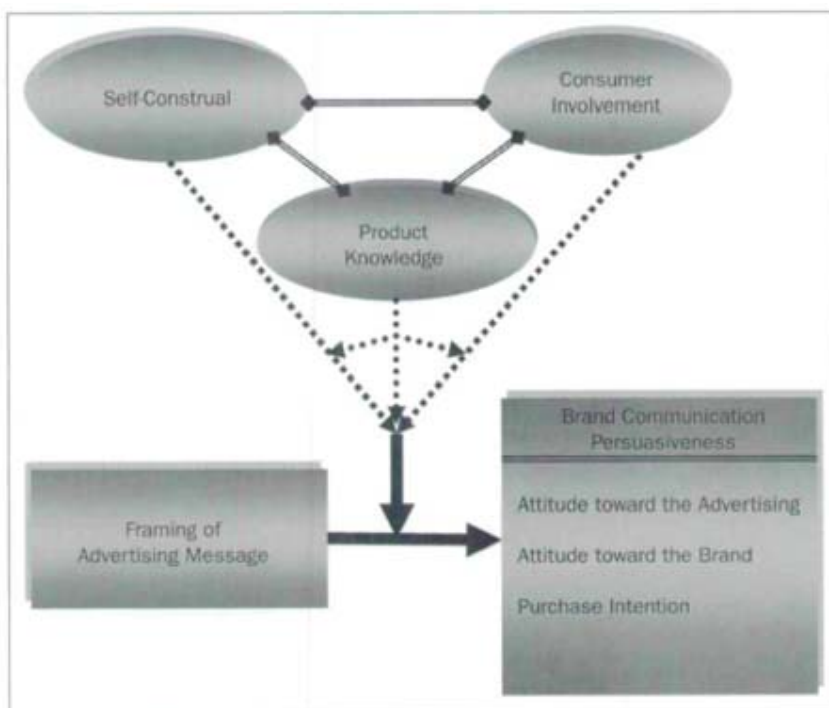 Self-Construal
Consumer
Involvement
Product
Knowledge
Brand Communication
Persuasiveness
Framing of
Advertising Message
Attitude toward the Advertising
Attitude toward the Brand
Purchase Intention